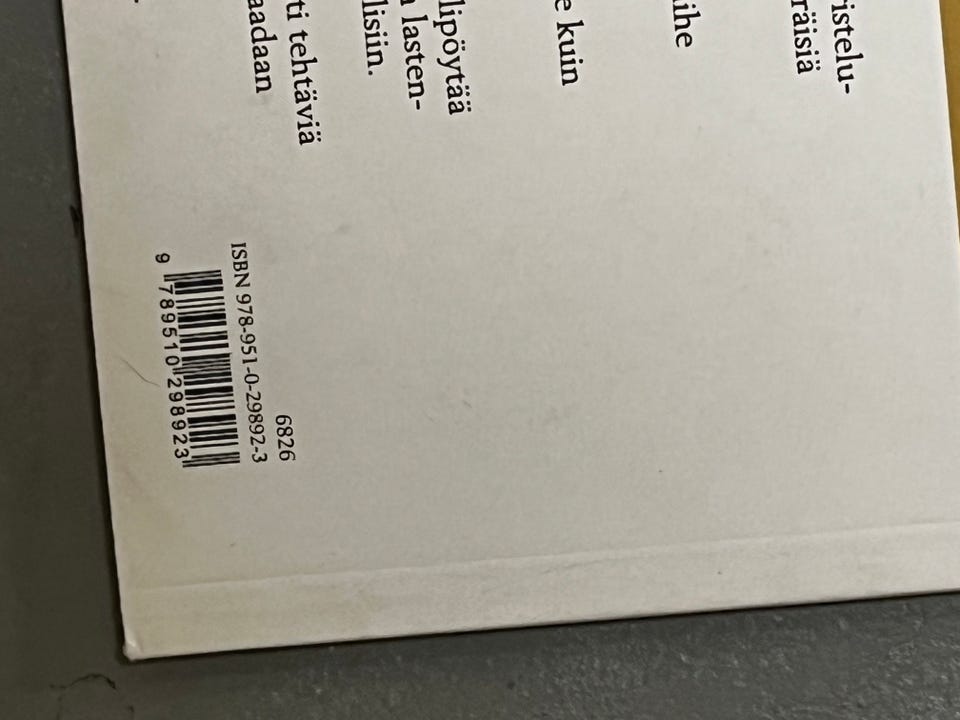 ristelu-
räisiä
ihe
e kuin
lipöytää
lasten-
lisiin.
ti tehtäviä
aadaan
6826
ISBN 978-951-0-29892-3
9 789510 298923